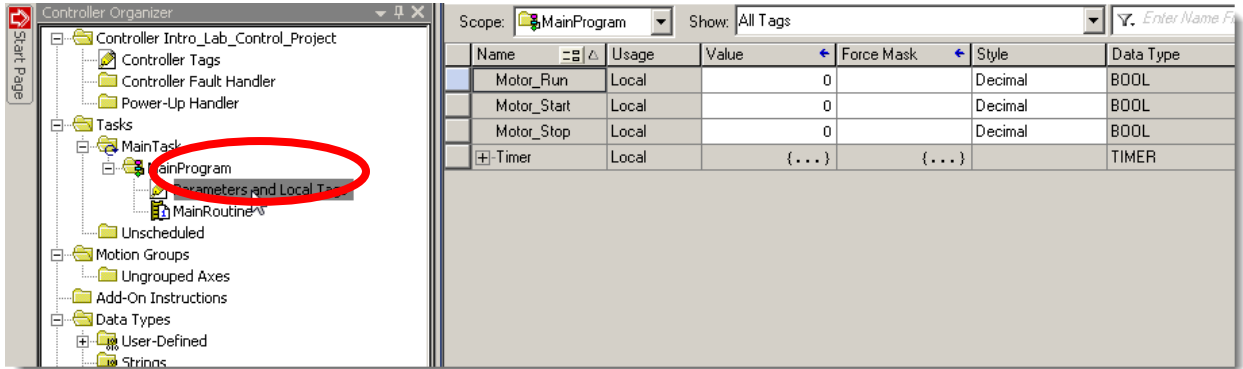 Start Page
Controller Organizer
Controller Intro_Lab_Control_Project
Controller Tags
Controller Fault Handler
Power-Up Handler
Tasks
MainTask
MainProgram
Parameters and Local Tags
MainRoutine
Unscheduled
Motion Groups
Ungrouped Axes
Add-On Instructions
Data Types
User-Defined
Strings
Scope: MainProgram Show: All Tags Enter Name
Name Usage Value Force Mask Style Data Type
Motor_Run Local 0 Decimal BOOL
Motor_Start Local 0 Decimal BOOL
Motor_Stop Local 0 Decimal BOOL
Timer Local {...} {...} TIMER